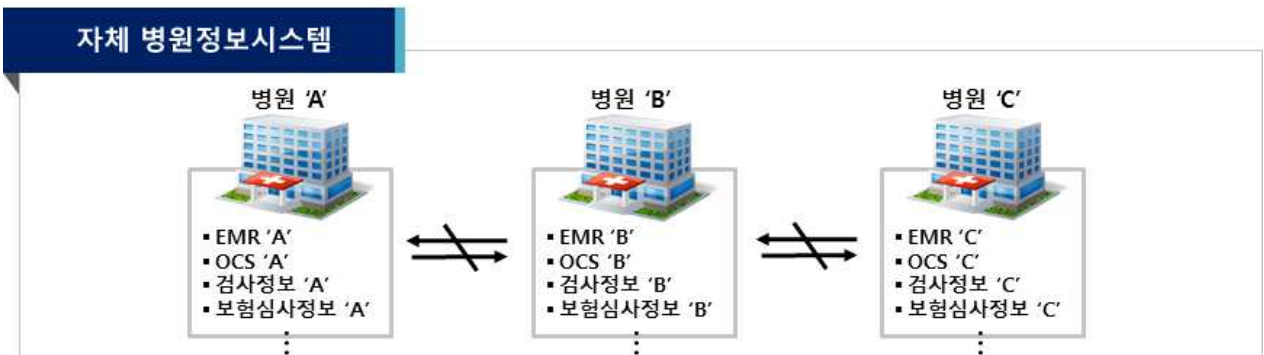 자체 병원정보시스템
병원 ‘A’
병원 ‘B’
병원 ‘C’
▪ EMR ‘A’
▪ OCS ‘A’
▪ 검사정보 ‘A’
▪ 보험심사정보 ‘A’
▪ EMR ‘B’
▪ OCS ‘B’
▪ 검사정보 ‘B’
▪ 보험심사정보 ‘B’
▪ EMR ‘C’
▪ OCS ‘C’
▪ 검사정보 ‘C’
▪ 보험심사정보 ‘C’